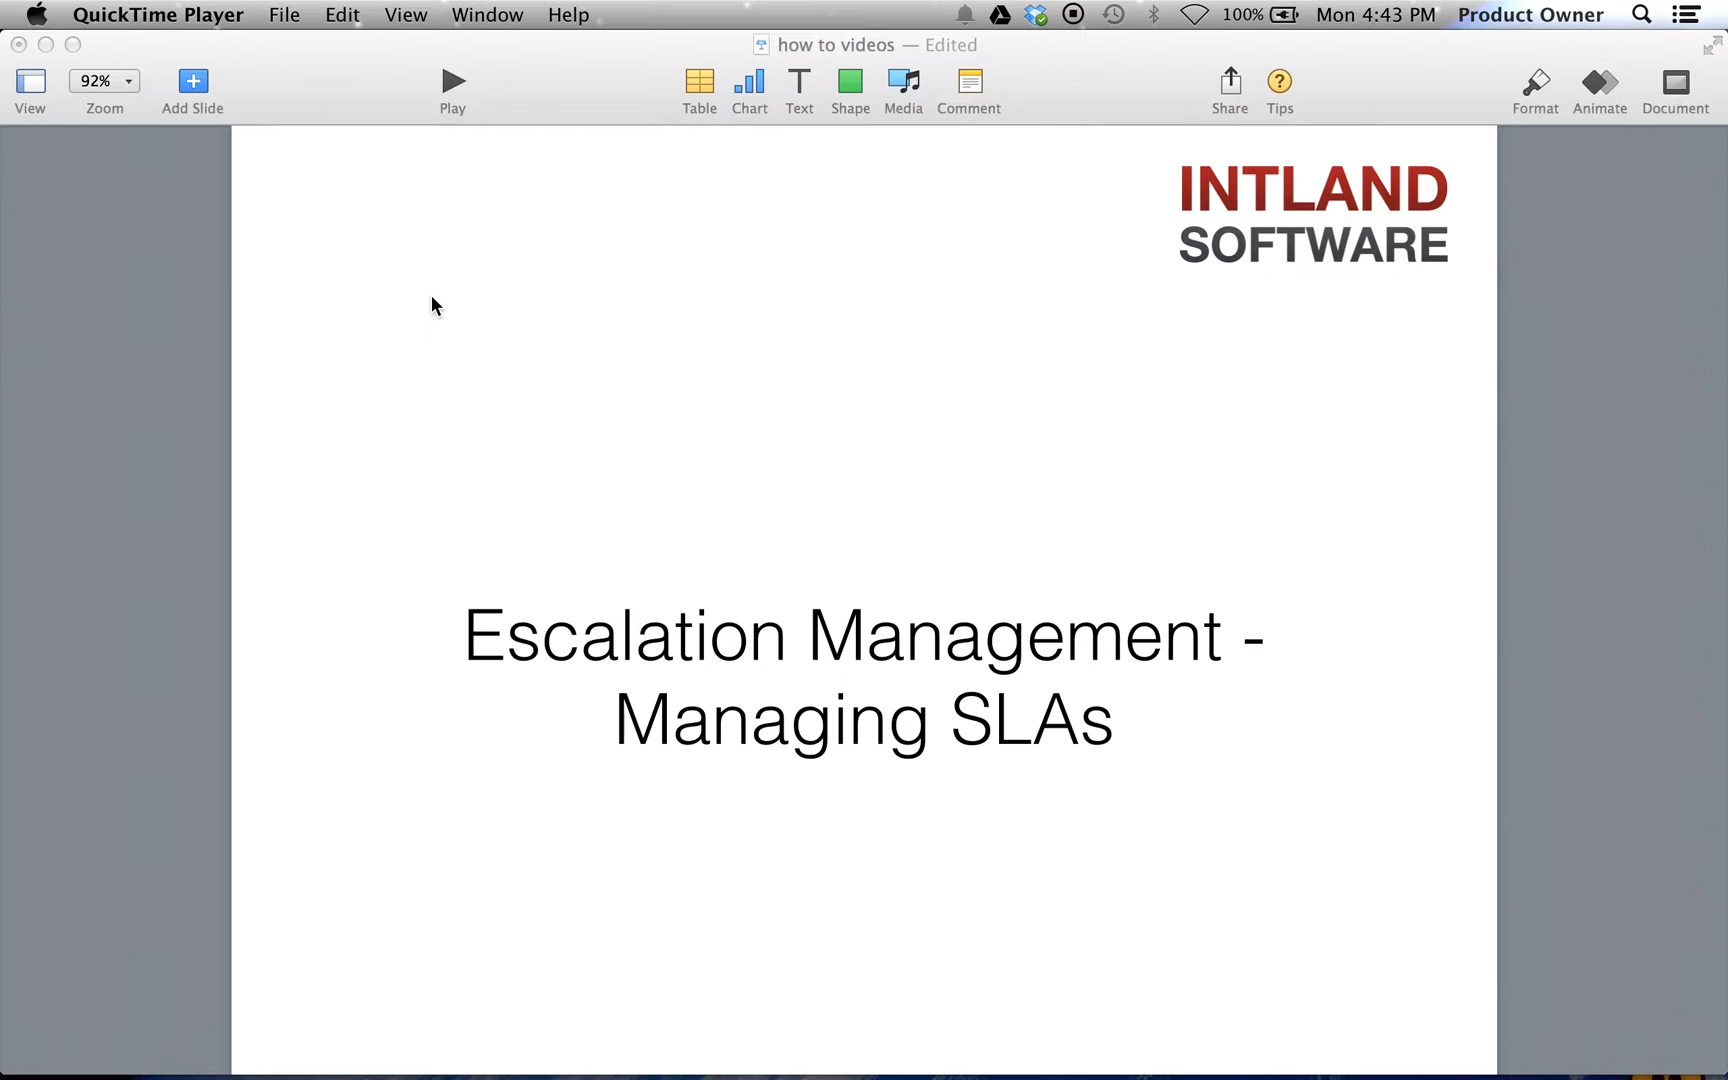 QuickTime Player File Edit View Window Help 100% Mon 4:43 PM Product Owner
how to videos — Edited
92%
View Zoom Add Slide Play Table Chart Text Shape Media Comment Share Tips Format Animate Document
INTLAND
SOFTWARE
Escalation Management -
Managing SLAs